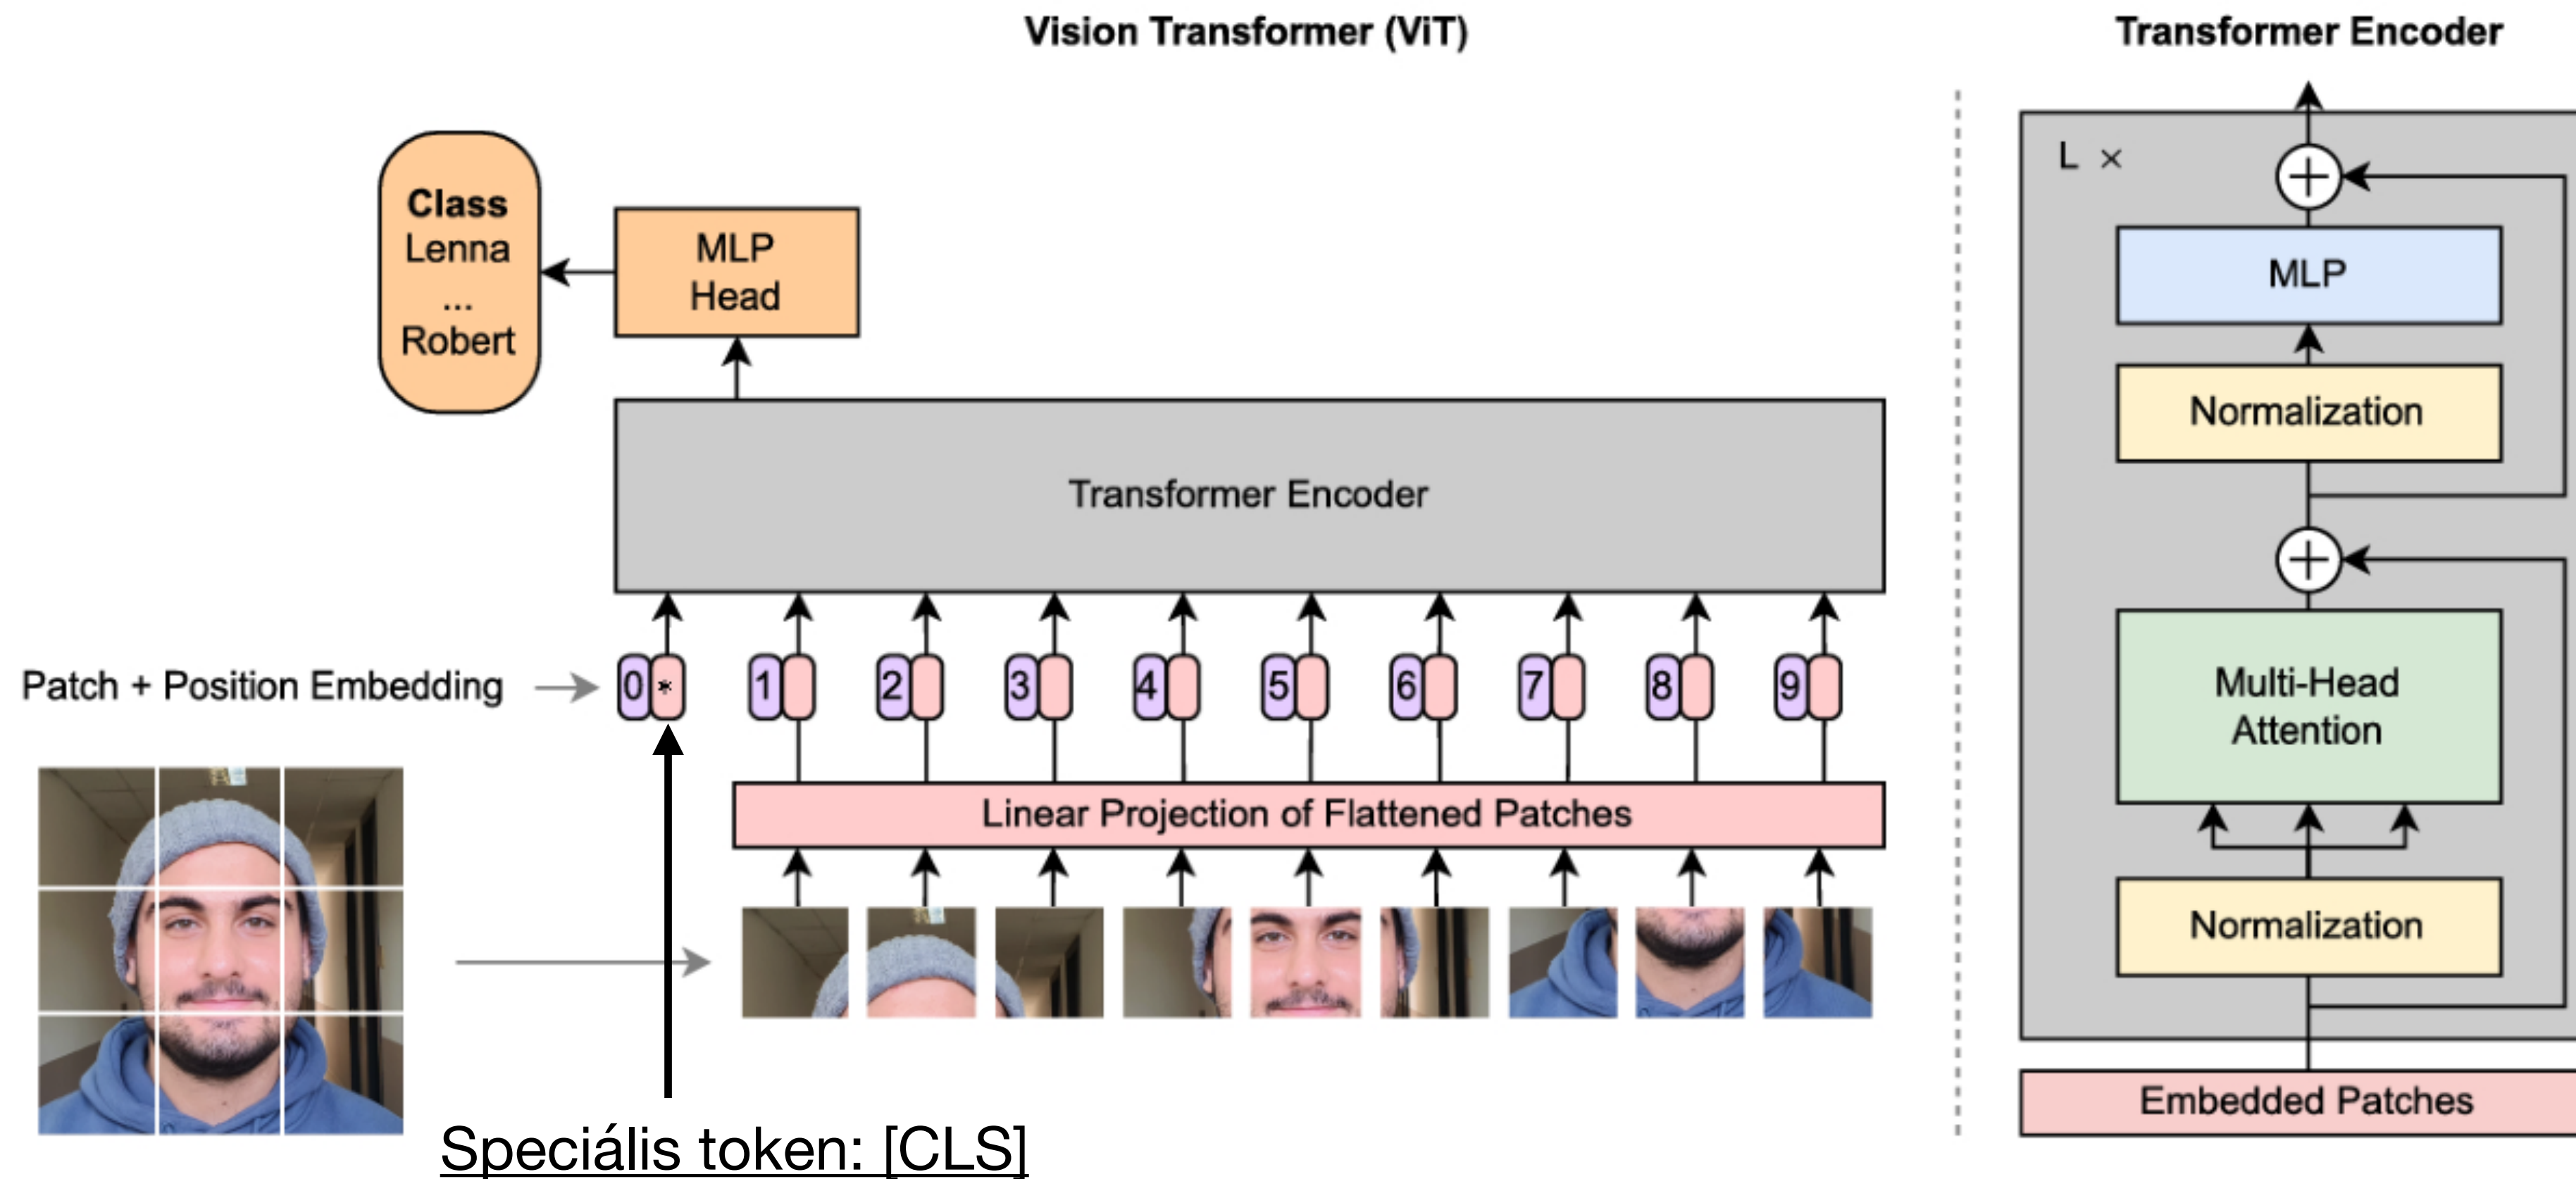 Vision Transformer (ViT)
Class
Lenna
...
Robert
MLP
Head
Transformer Encoder
Patch + Position Embedding
0 * 1 2 3 4 5 6 7 8 9
Linear Projection of Flattened Patches
Speciális token: [CLS]
Transformer Encoder
L ×
+
MLP
Normalization
+
Multi-Head
Attention
Normalization
Embedded Patches